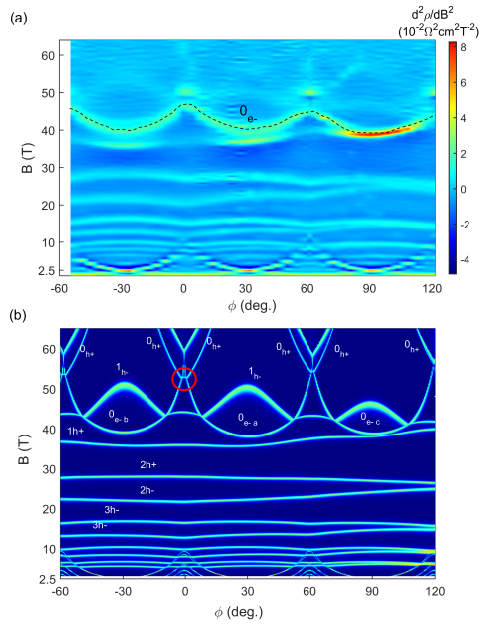 (a)
d²ρ/dB²
(10⁻²Ω²cm²T⁻²)
60
50
40
30
20
10
2.5
B (T)
0e-
8
6
4
2
0
-2
-4
-60
-30
0
30
60
90
120
ϕ (deg.)
(b)
60
50
40
30
20
10
2.5
B (T)
0h+
0h+
0h+
0h+
0h+
1h-
1h-
0e- b
0e- a
0e- c
1h+
2h+
2h-
3h-
3h-
-60
-30
0
30
60
90
120
ϕ (deg.)